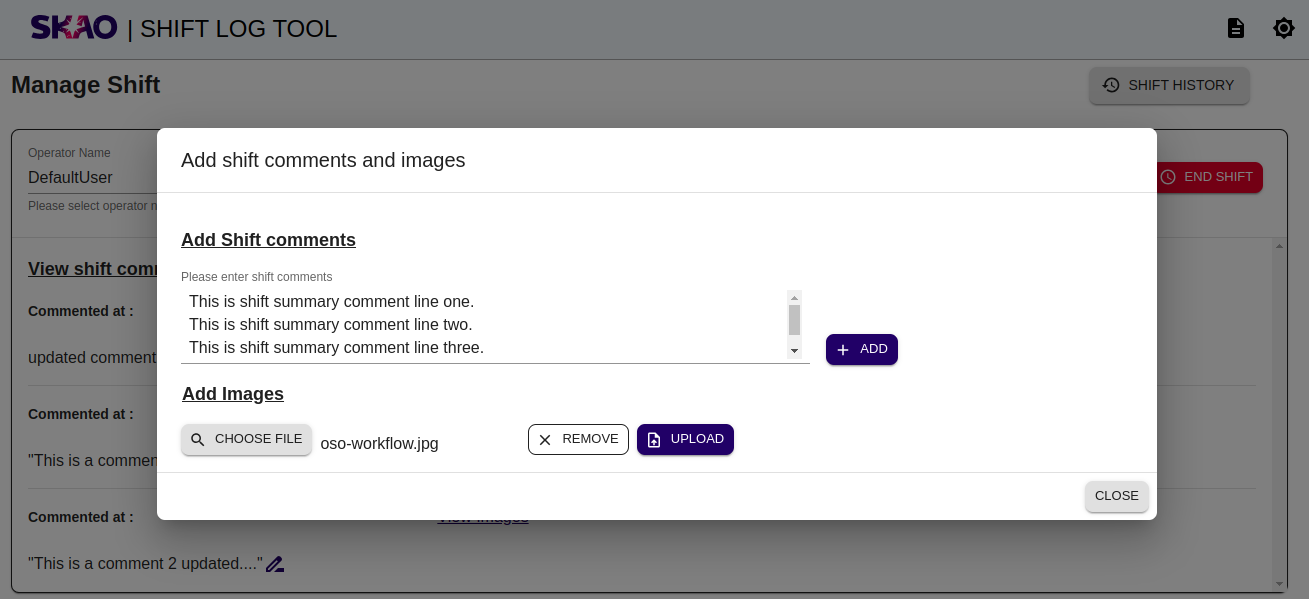 SKAO | SHIFT LOG TOOL
Manage Shift
SHIFT HISTORY
Operator Name
DefaultUser
Please select operator
END SHIFT
View shift
Commented at :
updated comment
Commented at :
"This is a
Commented at :
View Images
"This is a comment 2 updated...."
Add shift comments and images
Add Shift comments
Please enter shift comments
This is shift summary comment line one.
This is shift summary comment line two.
This is shift summary comment line three.
ADD
Add Images
CHOOSE FILE
oso-workflow.jpg
REMOVE
UPLOAD
CLOSE